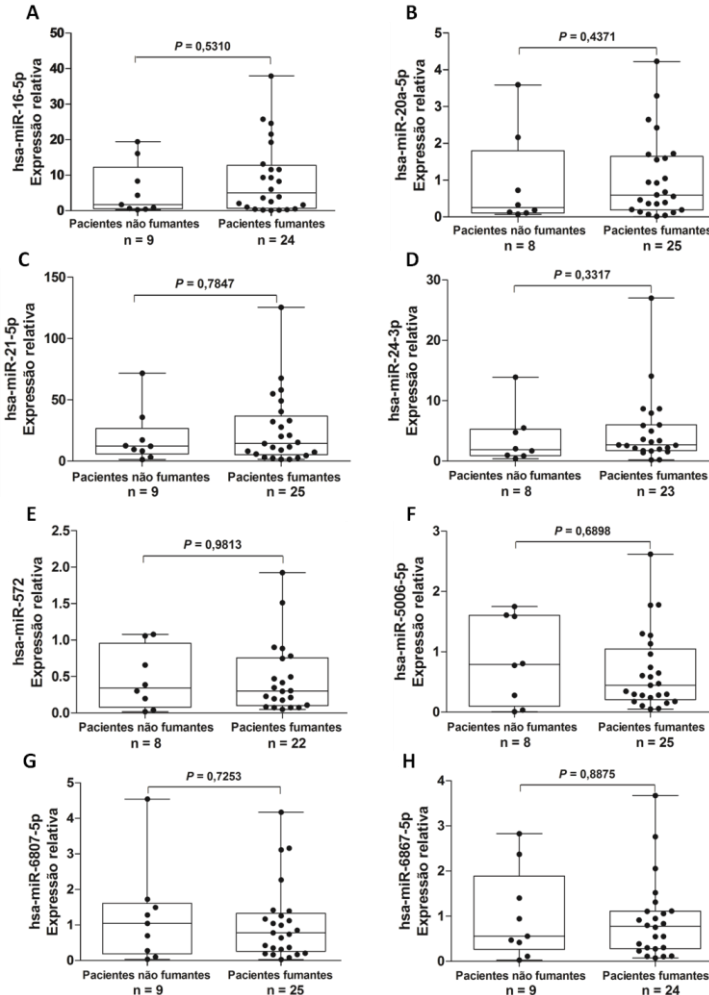 A
hsa-miR-16-5p
Expressão relativa
P = 0,5310
50
40
30
20
10
0
Pacientes não fumantes
n = 9
Pacientes fumantes
n = 24
B
hsa-miR-20a-5p
Expressão relativa
P = 0,4371
5
4
3
2
1
0
Pacientes não fumantes
n = 8
Pacientes fumantes
n = 25
C
hsa-miR-21-5p
Expressão relativa
P = 0,7847
150
100
50
0
Pacientes não fumantes
n = 9
Pacientes fumantes
n = 25
D
hsa-miR-24-3p
Expressão relativa
P = 0,3317
30
20
10
0
Pacientes não fumantes
n = 8
Pacientes fumantes
n = 23
E
hsa-miR-572
Expressão relativa
P = 0,9813
2.5
2.0
1.5
1.0
0.5
0.0
Pacientes não fumantes
n = 8
Pacientes fumantes
n = 22
F
hsa-miR-5006-5p
Expressão relativa
P = 0,6898
3
2
1
0
Pacientes não fumantes
n = 8
Pacientes fumantes
n = 25
G
hsa-miR-6807-5p
Expressão relativa
P = 0,7253
5
4
3
2
1
0
Pacientes não fumantes
n = 9
Pacientes fumantes
n = 25
H
hsa-miR-6867-5p
Expressão relativa
P = 0,8875
4
3
2
1
0
Pacientes não fumantes
n = 9
Pacientes fumantes
n = 24